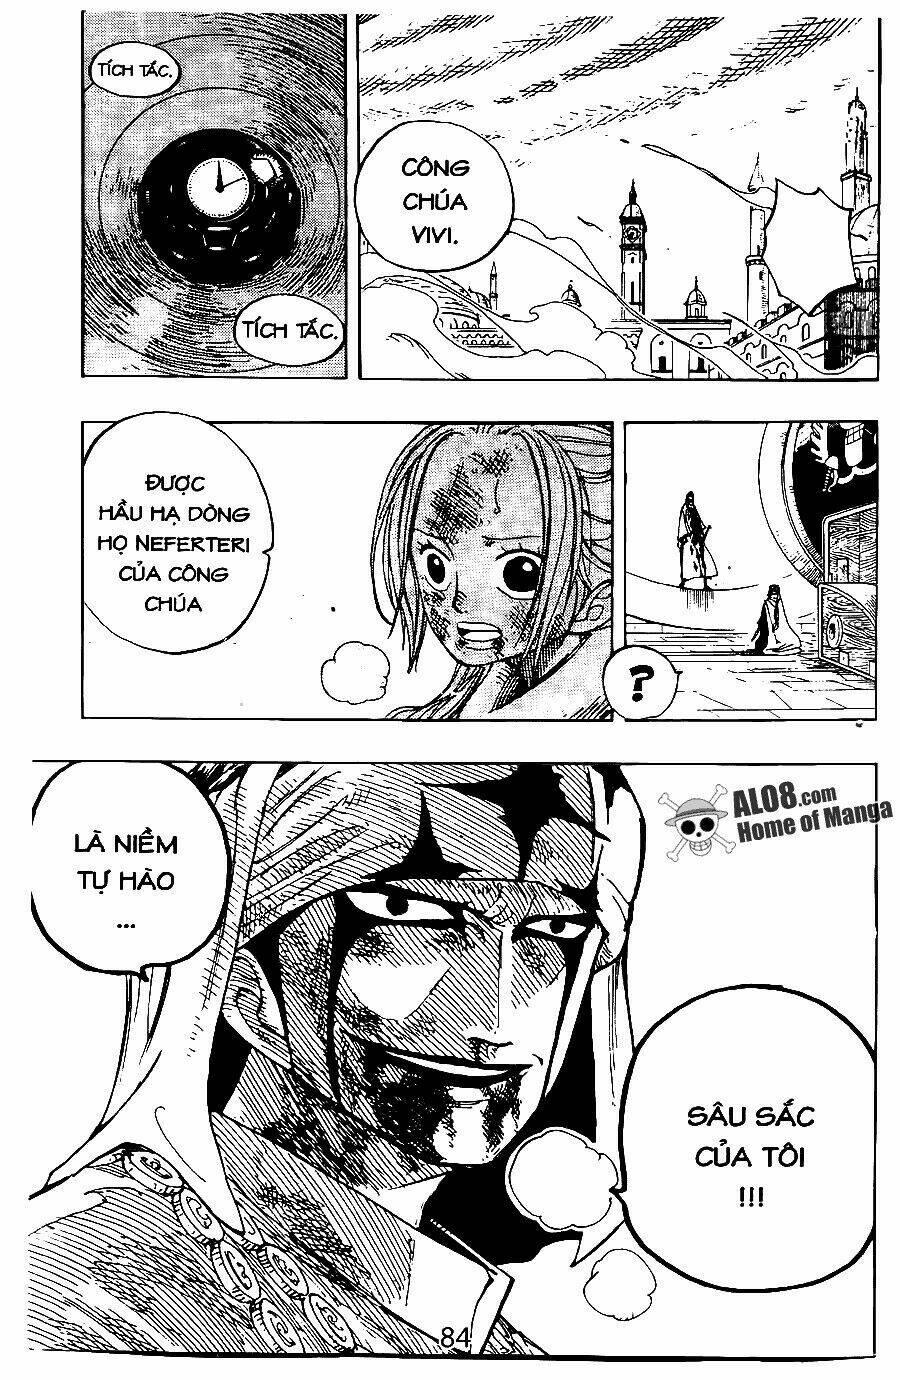 TÍCH TẮC.
TÍCH TẮC.
CÔNG
CHÚA
VIVI.
ĐƯỢC
HẦU HẠ DÒNG
HỌ NEFERTERI
CỦA CÔNG
CHÚA
?
LÀ NIỀM
TỰ HÀO
...
AL08.com
Home of Manga
SÂU SẮC
CỦA TÔI
!!!
84